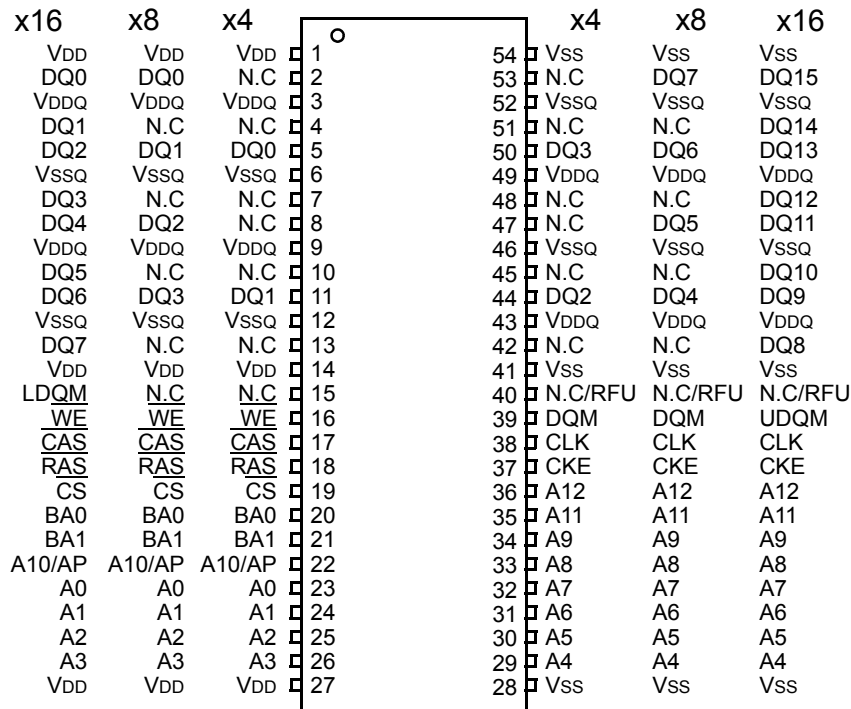 x16 x8 x4 x4 x8 x16
VDD VDD VDD 1 54 VSS VSS VSS
DQ0 DQ0 N.C 2 53 N.C DQ7 DQ15
VDDQ VDDQ VDDQ 3 52 VSSQ VSSQ VSSQ
DQ1 N.C N.C 4 51 N.C N.C DQ14
DQ2 DQ1 DQ0 5 50 DQ3 DQ6 DQ13
VSSQ VSSQ VSSQ 6 49 VDDQ VDDQ VDDQ
DQ3 N.C N.C 7 48 N.C N.C DQ12
DQ4 DQ2 N.C 8 47 N.C DQ5 DQ11
VDDQ VDDQ VDDQ 9 46 VSSQ VSSQ VSSQ
DQ5 N.C N.C 10 45 N.C N.C DQ10
DQ6 DQ3 DQ1 11 44 DQ2 DQ4 DQ9
VSSQ VSSQ VSSQ 12 43 VDDQ VDDQ VDDQ
DQ7 N.C N.C 13 42 N.C N.C DQ8
VDD VDD VDD 14 41 VSS VSS VSS
LDQM N.C N.C 15 40 N.C/RFU N.C/RFU N.C/RFU
WE WE WE 16 39 DQM DQM UDQM
CAS CAS CAS 17 38 CLK CLK CLK
RAS RAS RAS 18 37 CKE CKE CKE
CS CS CS 19 36 A12 A12 A12
BA0 BA0 BA0 20 35 A11 A11 A11
BA1 BA1 BA1 21 34 A9 A9 A9
A10/AP A10/AP A10/AP 22 33 A8 A8 A8
A0 A0 A0 23 32 A7 A7 A7
A1 A1 A1 24 31 A6 A6 A6
A2 A2 A2 25 30 A5 A5 A5
A3 A3 A3 26 29 A4 A4 A4
VDD VDD VDD 27 28 VSS VSS VSS